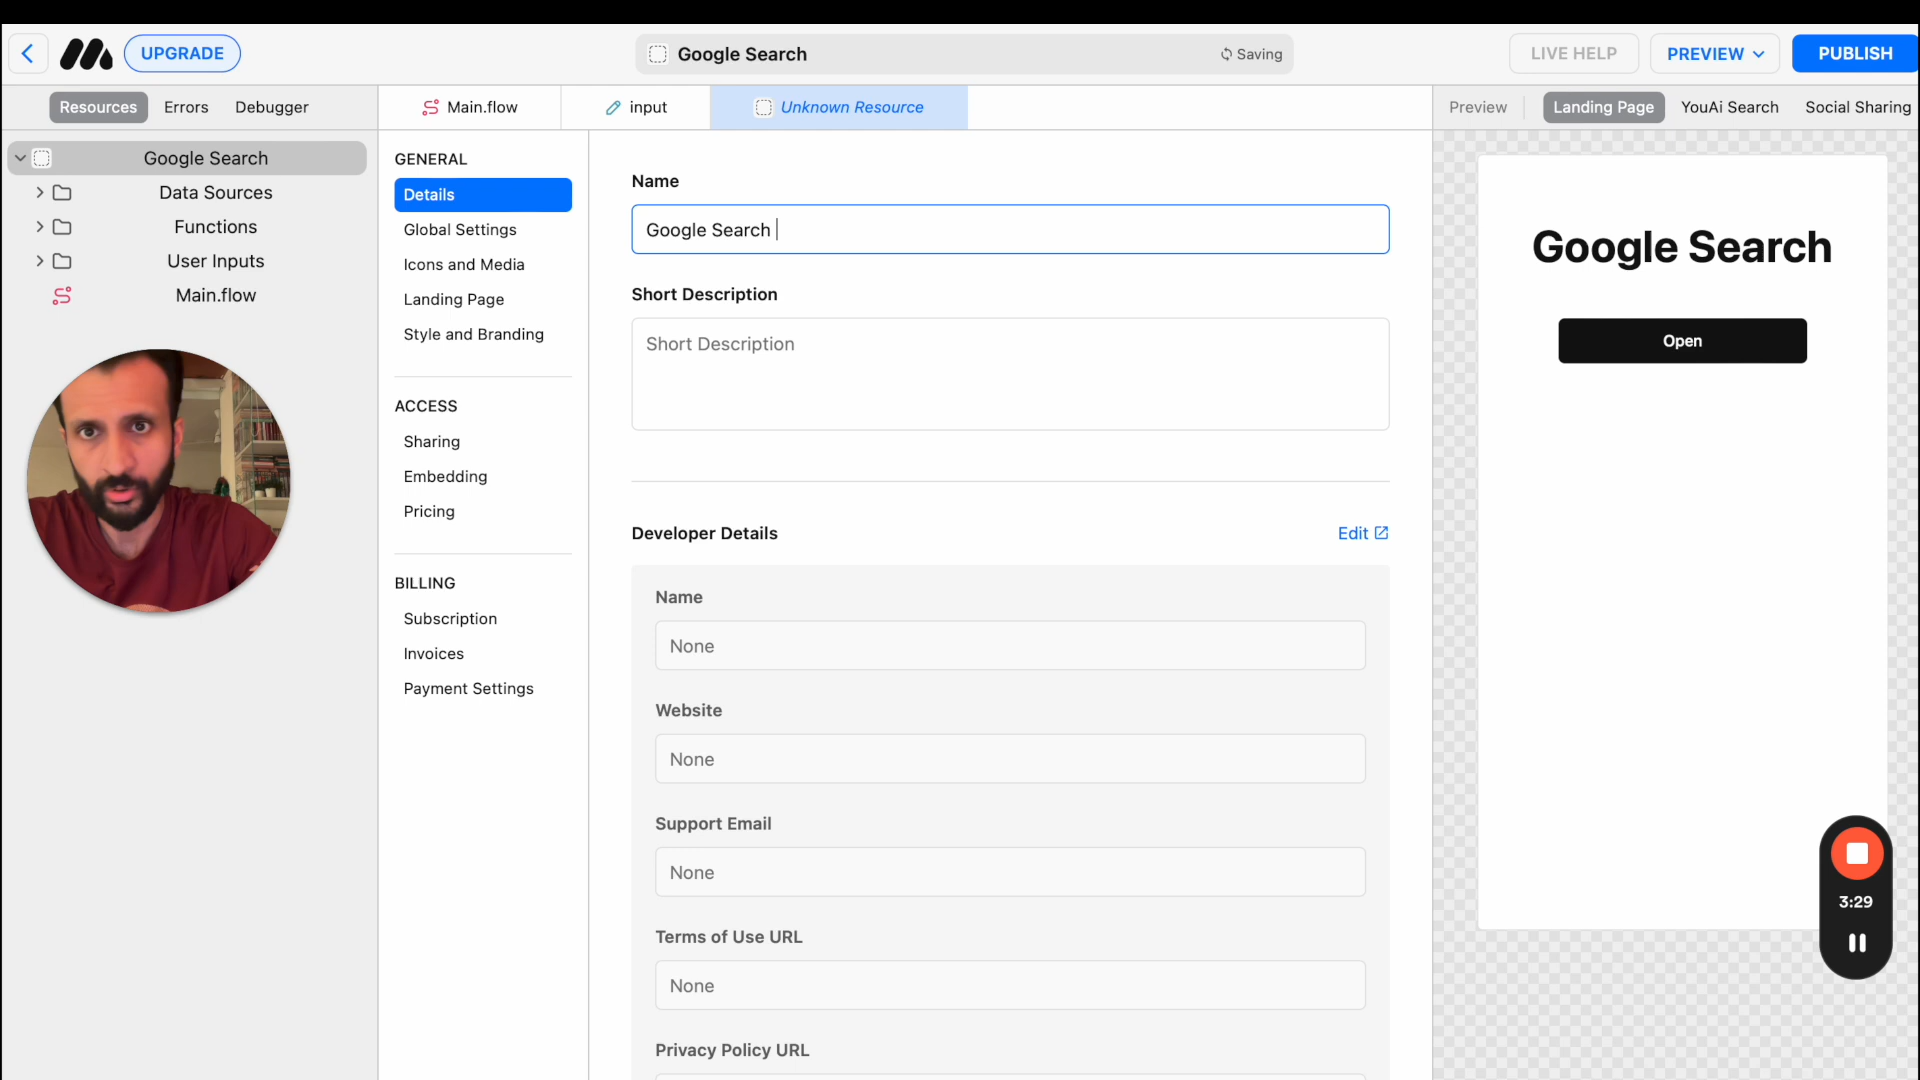 UPGRADE
Google Search
Saving
LIVE HELP
PREVIEW
PUBLISH
Resources
Errors
Debugger
Main.flow
input
Unknown Resource
Preview
Landing Page
YouAi Search
Social Sharing
Google Search
Data Sources
Functions
User Inputs
Main.flow
GENERAL
Details
Global Settings
Icons and Media
Landing Page
Style and Branding
ACCESS
Sharing
Embedding
Pricing
BILLING
Subscription
Invoices
Payment Settings
Name
Google Search
Short Description
Short Description
Developer Details
Edit
Name
None
Website
None
Support Email
None
Terms of Use URL
None
Privacy Policy URL
Google Search
Open
3:29